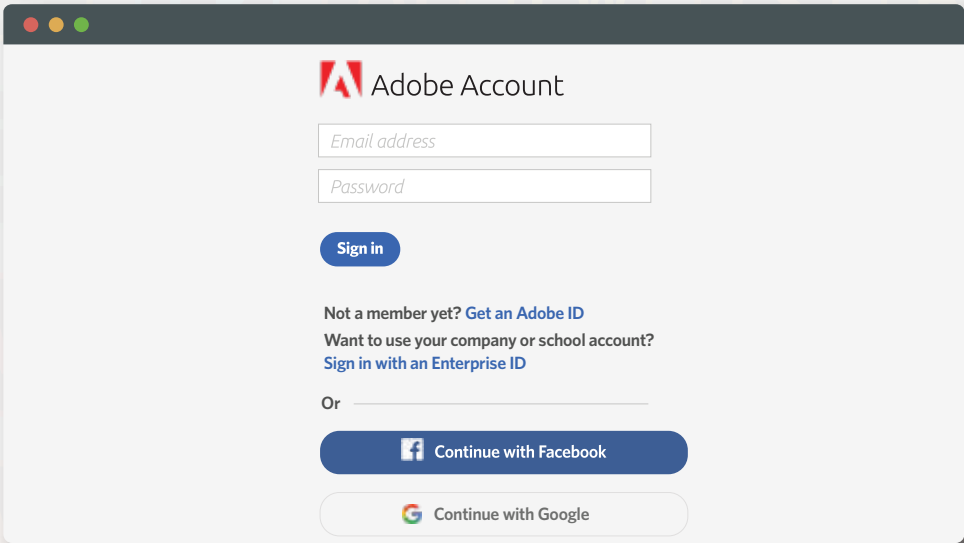 Adobe Account
Email address
Password
Sign in
Not a member yet? Get an Adobe ID
Want to use your company or school account?
Sign in with an Enterprise ID
Or
Continue with Facebook
Continue with Google